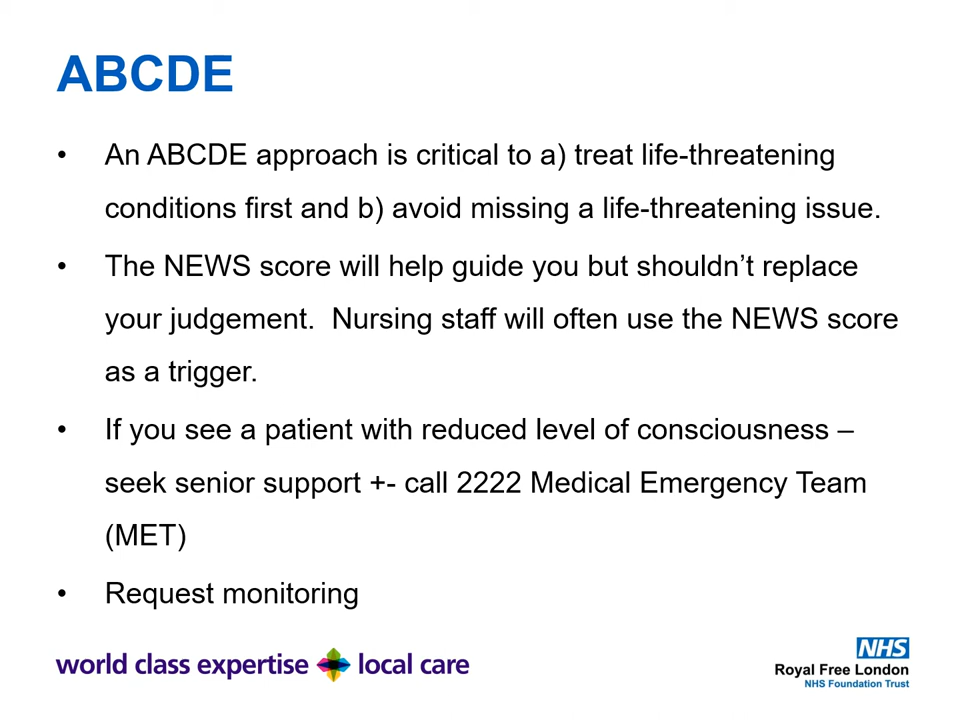 ABCDE
• An ABCDE approach is critical to a) treat life-threatening
conditions first and b) avoid missing a life-threatening issue.
• The NEWS score will help guide you but shouldn’t replace
your judgement.  Nursing staff will often use the NEWS score
as a trigger.
• If you see a patient with reduced level of consciousness –
seek senior support +- call 2222 Medical Emergency Team
(MET)
• Request monitoring
world class expertise local care
NHS
Royal Free London
NHS Foundation Trust